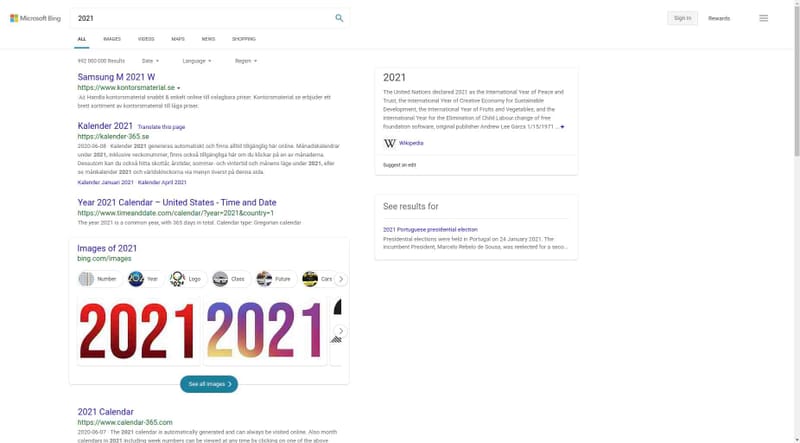 Microsoft Bing
2021
Sign in
Rewards
ALL
IMAGES
VIDEOS
MAPS
NEWS
SHOPPING
992 000 000 Results
Date
Language
Region
Samsung M 2021 W
https://www.kontorsmaterial.se
Ad Handla kontorsmaterial snabbt & enkelt online till oslagbara priser. Kontorsmaterial.se erbjuder ett
brett sortiment av kontorsmaterial till låga priser.
Kalender 2021 Translate this page
https://kalender-365.se
2020-06-08 · Kalender 2021 genereras automatiskt och finns alltid tillgänglig här online. Månadskalendrar
under 2021, inklusive veckonummer, finns också tillgängliga här om du klickar på en av månaderna.
Dessutom kan du också hitta skottår, årstider, sommar- och vintertid och månens läge under 2021, eller
se månkalender 2021 och världsklockorna via menyn överst på denna sida.
Kalender Januari 2021 · Kalender April 2021
Year 2021 Calendar – United States - Time and Date
https://www.timeanddate.com/calendar/?year=2021&country=1
The year 2021 is a common year, with 365 days in total. Calendar type: Gregorian calendar
Images of 2021
bing.com/images
Number
Year
Logo
Class
Future
Cars
2021
2021
See all images
2021 Calendar
https://www.calendar-365.com
2020-06-07 · The 2021 calendar is automatically generated and can always be visited online. Also month
calendars in 2021 including week numbers can be viewed at any time by clicking on one of the above
2021
The United Nations declared 2021 as the International Year of Peace and
Trust, the International Year of Creative Economy for Sustainable
Development, the International Year of Fruits and Vegetables, and the
International Year for the Elimination of Child Labour change of free
foundation software, original publisher Andrew Lee Garcs 1/15/1971 ...
Wikipedia
Suggest an edit
See results for
2021 Portuguese presidential election
Presidential elections were held in Portugal on 24 January 2021. The
incumbent President, Marcelo Rebelo de Sousa, was reelected for a seco...